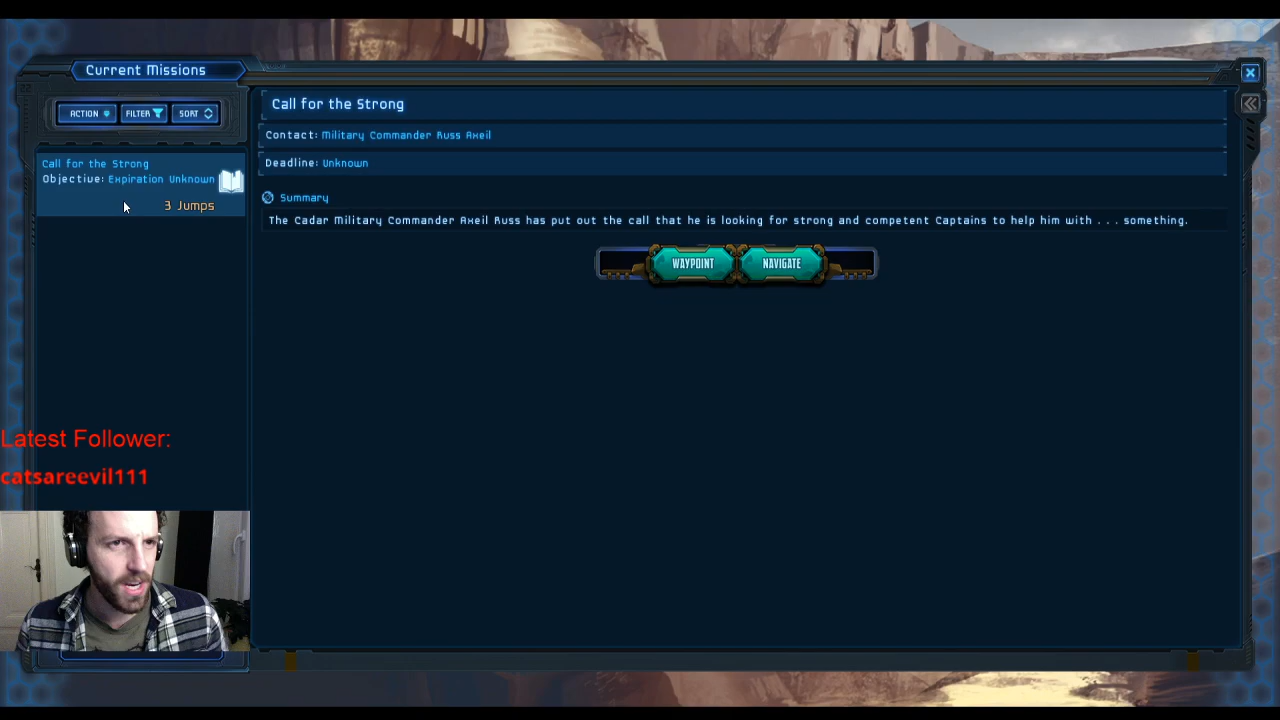 Current Missions
ACTION
FILTER
SORT
Call for the Strong
Objective: Expiration Unknown
3 Jumps
Call for the Strong
Contact: Military Commander Russ Axeil
Deadline: Unknown
Summary
The Cadar Military Commander Axeil Russ has put out the call that he is looking for strong and competent Captains to help him with . . . something.
WAYPOINT
NAVIGATE
Latest Follower:
catsareevil111